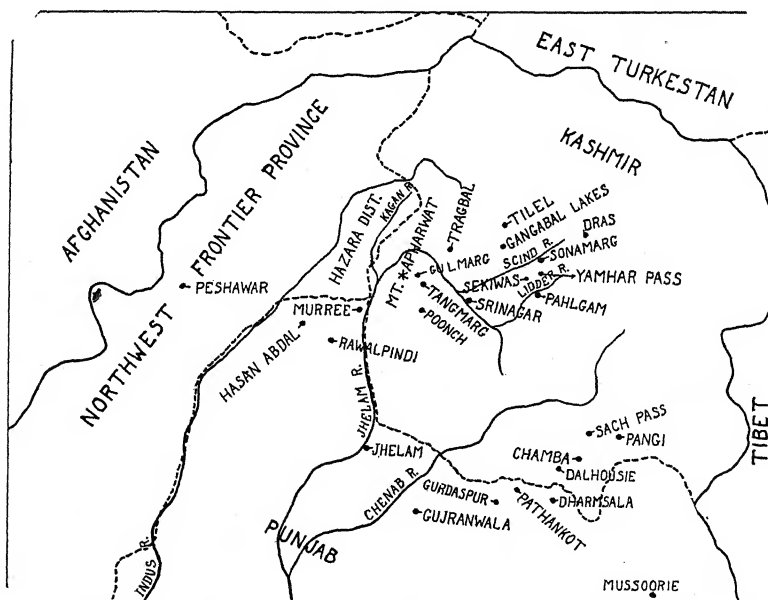 EAST TURKESTAN
KASHMIR
AFGHANISTAN
NORTHWEST FRONTIER PROVINCE
HAZARA DIST.
KAGAN R.
TRAGBAL
TILEL
GANGABAL LAKES
DRAS
SCIND R.
SONAMARG
MT. APHARWAT
GULMARG
SEKIWAS
LIDDER R.
YAMHAR PASS
PESHAWAR
TANGMARG
SRINAGAR
PAHLGAM
MURREE
POONCH
HASAN ABDAL
RAWALPINDI
JHELAM R.
TIBET
SACH PASS
PANGI
JHELAM
CHAMBA
DALHOUSIE
CHENAB R.
GURDASPUR
PATHANKOT
DHARMSALA
GUJRANWALA
PUNJAB
INDUS R.
MUSSOORIE